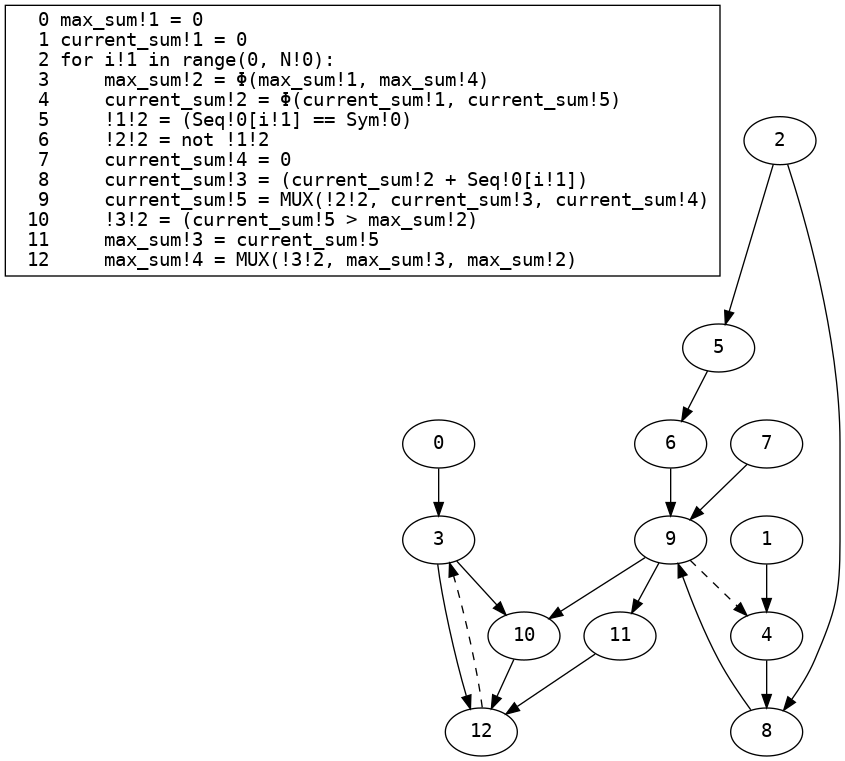 0 max_sum!1 = 0
1 current_sum!1 = 0
2 for i!1 in range(0, N!0):
3     max_sum!2 = Φ(max_sum!1, max_sum!4)
4     current_sum!2 = Φ(current_sum!1, current_sum!5)
5     !1!2 = (Seq!0[i!1] == Sym!0)
6     !2!2 = not !1!2
7     current_sum!4 = 0
8     current_sum!3 = (current_sum!2 + Seq!0[i!1])
9     current_sum!5 = MUX(!2!2, current_sum!3, current_sum!4)
10     !3!2 = (current_sum!5 > max_sum!2)
11     max_sum!3 = current_sum!5
12     max_sum!4 = MUX(!3!2, max_sum!3, max_sum!2)
2
5
0
6
7
3
9
1
10
11
4
12
8